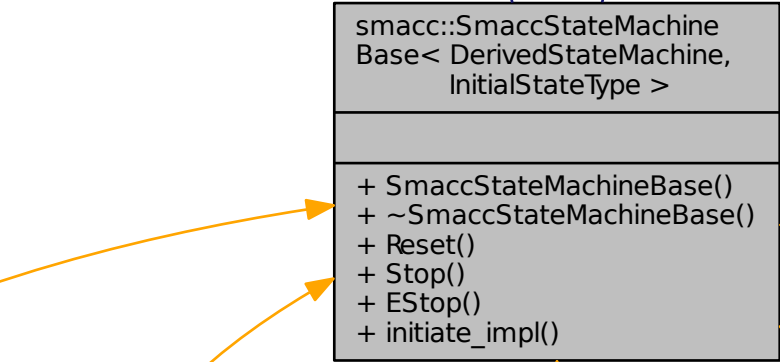 smacc::SmaccStateMachine
Base< DerivedStateMachine,
InitialStateType >
+ SmaccStateMachineBase()
+ ~SmaccStateMachineBase()
+ Reset()
+ Stop()
+ EStop()
+ initiate_impl()